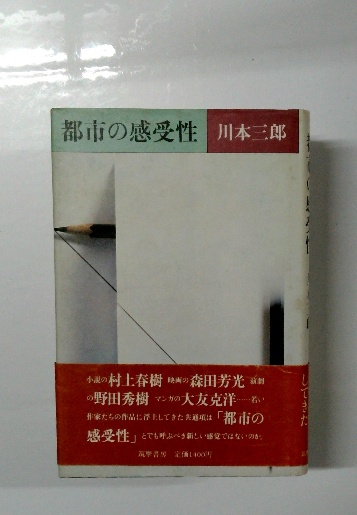 都市の感受性
川本三郎
小説の村上春樹 映画の森田芳光 演劇
の野田秀樹 マンガの大友克洋……若い
作家たちの作品に浮上してきた共通項は「都市の
感受性」とでも呼ぶべき新しい感覚ではないのか。
筑摩書房 定価1400円
してきた